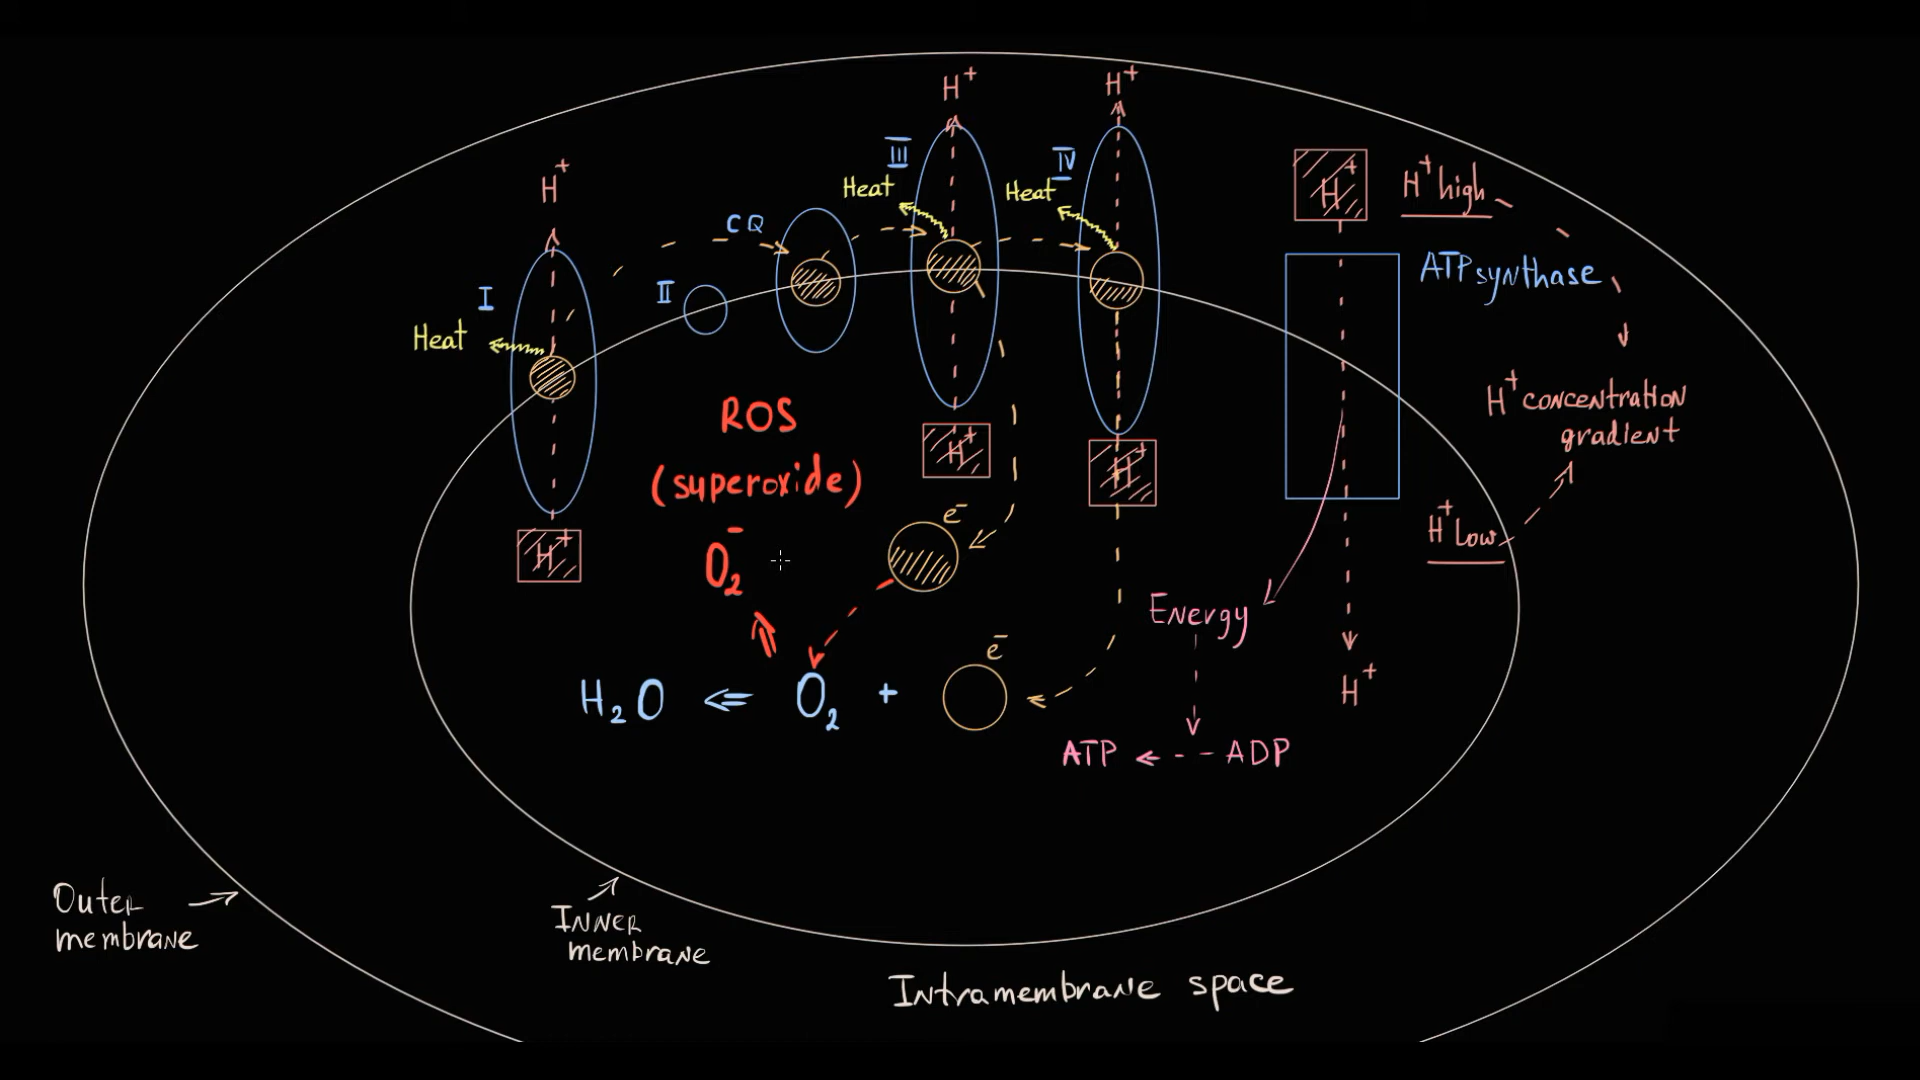 H⁺
H⁺
H⁺
III
IV
Heat
Heat
H⁺
H⁺ high
CQ
ATP synthase
I
II
Heat
H⁺ concentration
gradient
ROS
(superoxide)
H⁺
H⁺
H⁺
H⁺ Low
e⁻
O₂⁻
Energy
e⁻
H₂O ⇐ O₂ +
H⁺
ATP ← ADP
Outer
membrane
Inner
membrane
Intramembrane space